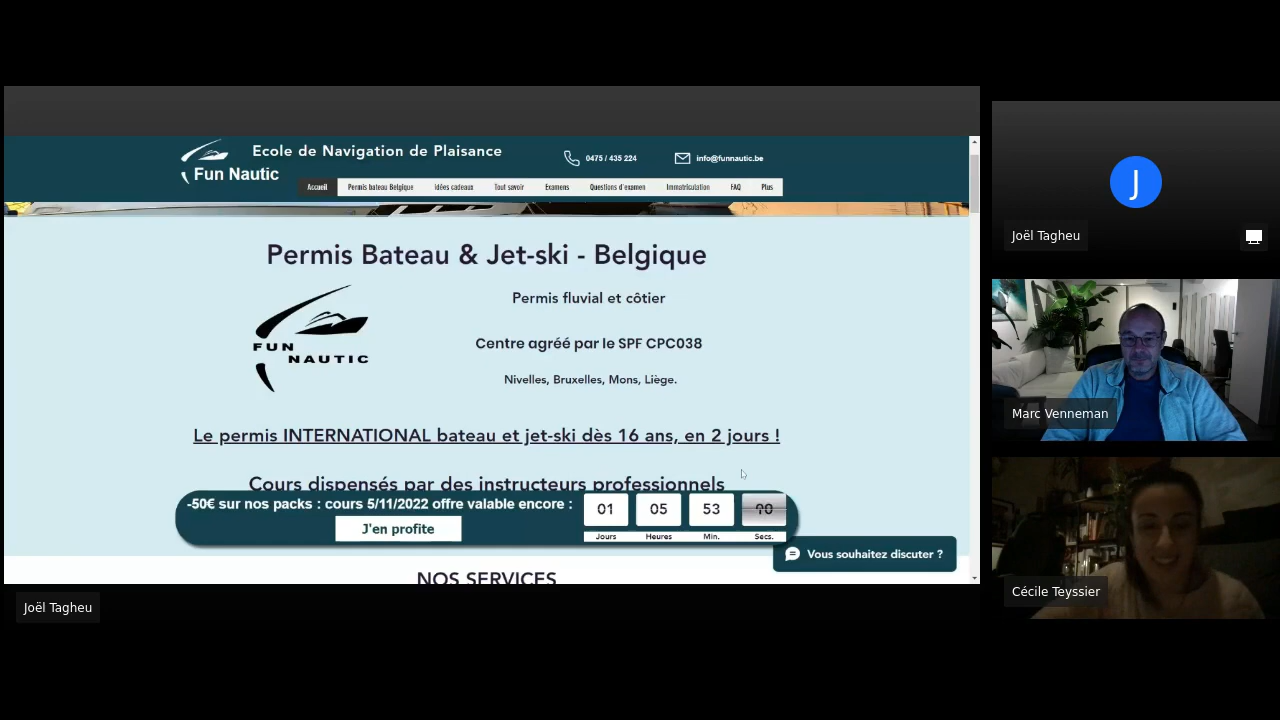 Ecole de Navigation de Plaisance
Fun Nautic
0475 / 435 224
info@funnautic.be
Accueil Permis bateau Belgique Idées cadeaux Tout savoir Examens Questions d'examen Immatriculation FAQ Plus
Permis Bateau & Jet-ski - Belgique
FUN
NAUTIC
Permis fluvial et côtier
Centre agréé par le SPF CPC038
Nivelles, Bruxelles, Mons, Liège.
Le permis INTERNATIONAL bateau et jet-ski dès 16 ans, en 2 jours !
Cours dispensés par des instructeurs professionnels
-50€ sur nos packs : cours 5/11/2022 offre valable encore :
J'en profite
01 05 53
Jours Heures Min. Secs.
Vous souhaitez discuter ?
NOS SERVICES
Joël Tagheu
J
Joël Tagheu
Marc Venneman
Cécile Teyssier